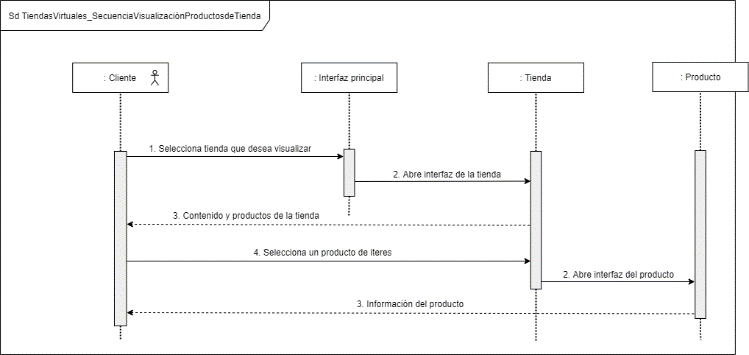 Sd TiendasVirtuales_SecuenciaVisualizaciònProductosdeTienda
: Cliente
: Interfaz principal
: Tienda
: Producto
1. Selecciona tienda que desea visualizar
2. Abre interfaz de la tienda
3. Contenido y productos de la tienda
4. Selecciona un producto de iteres
2. Abre interfaz del producto
3. Informaciòn del producto